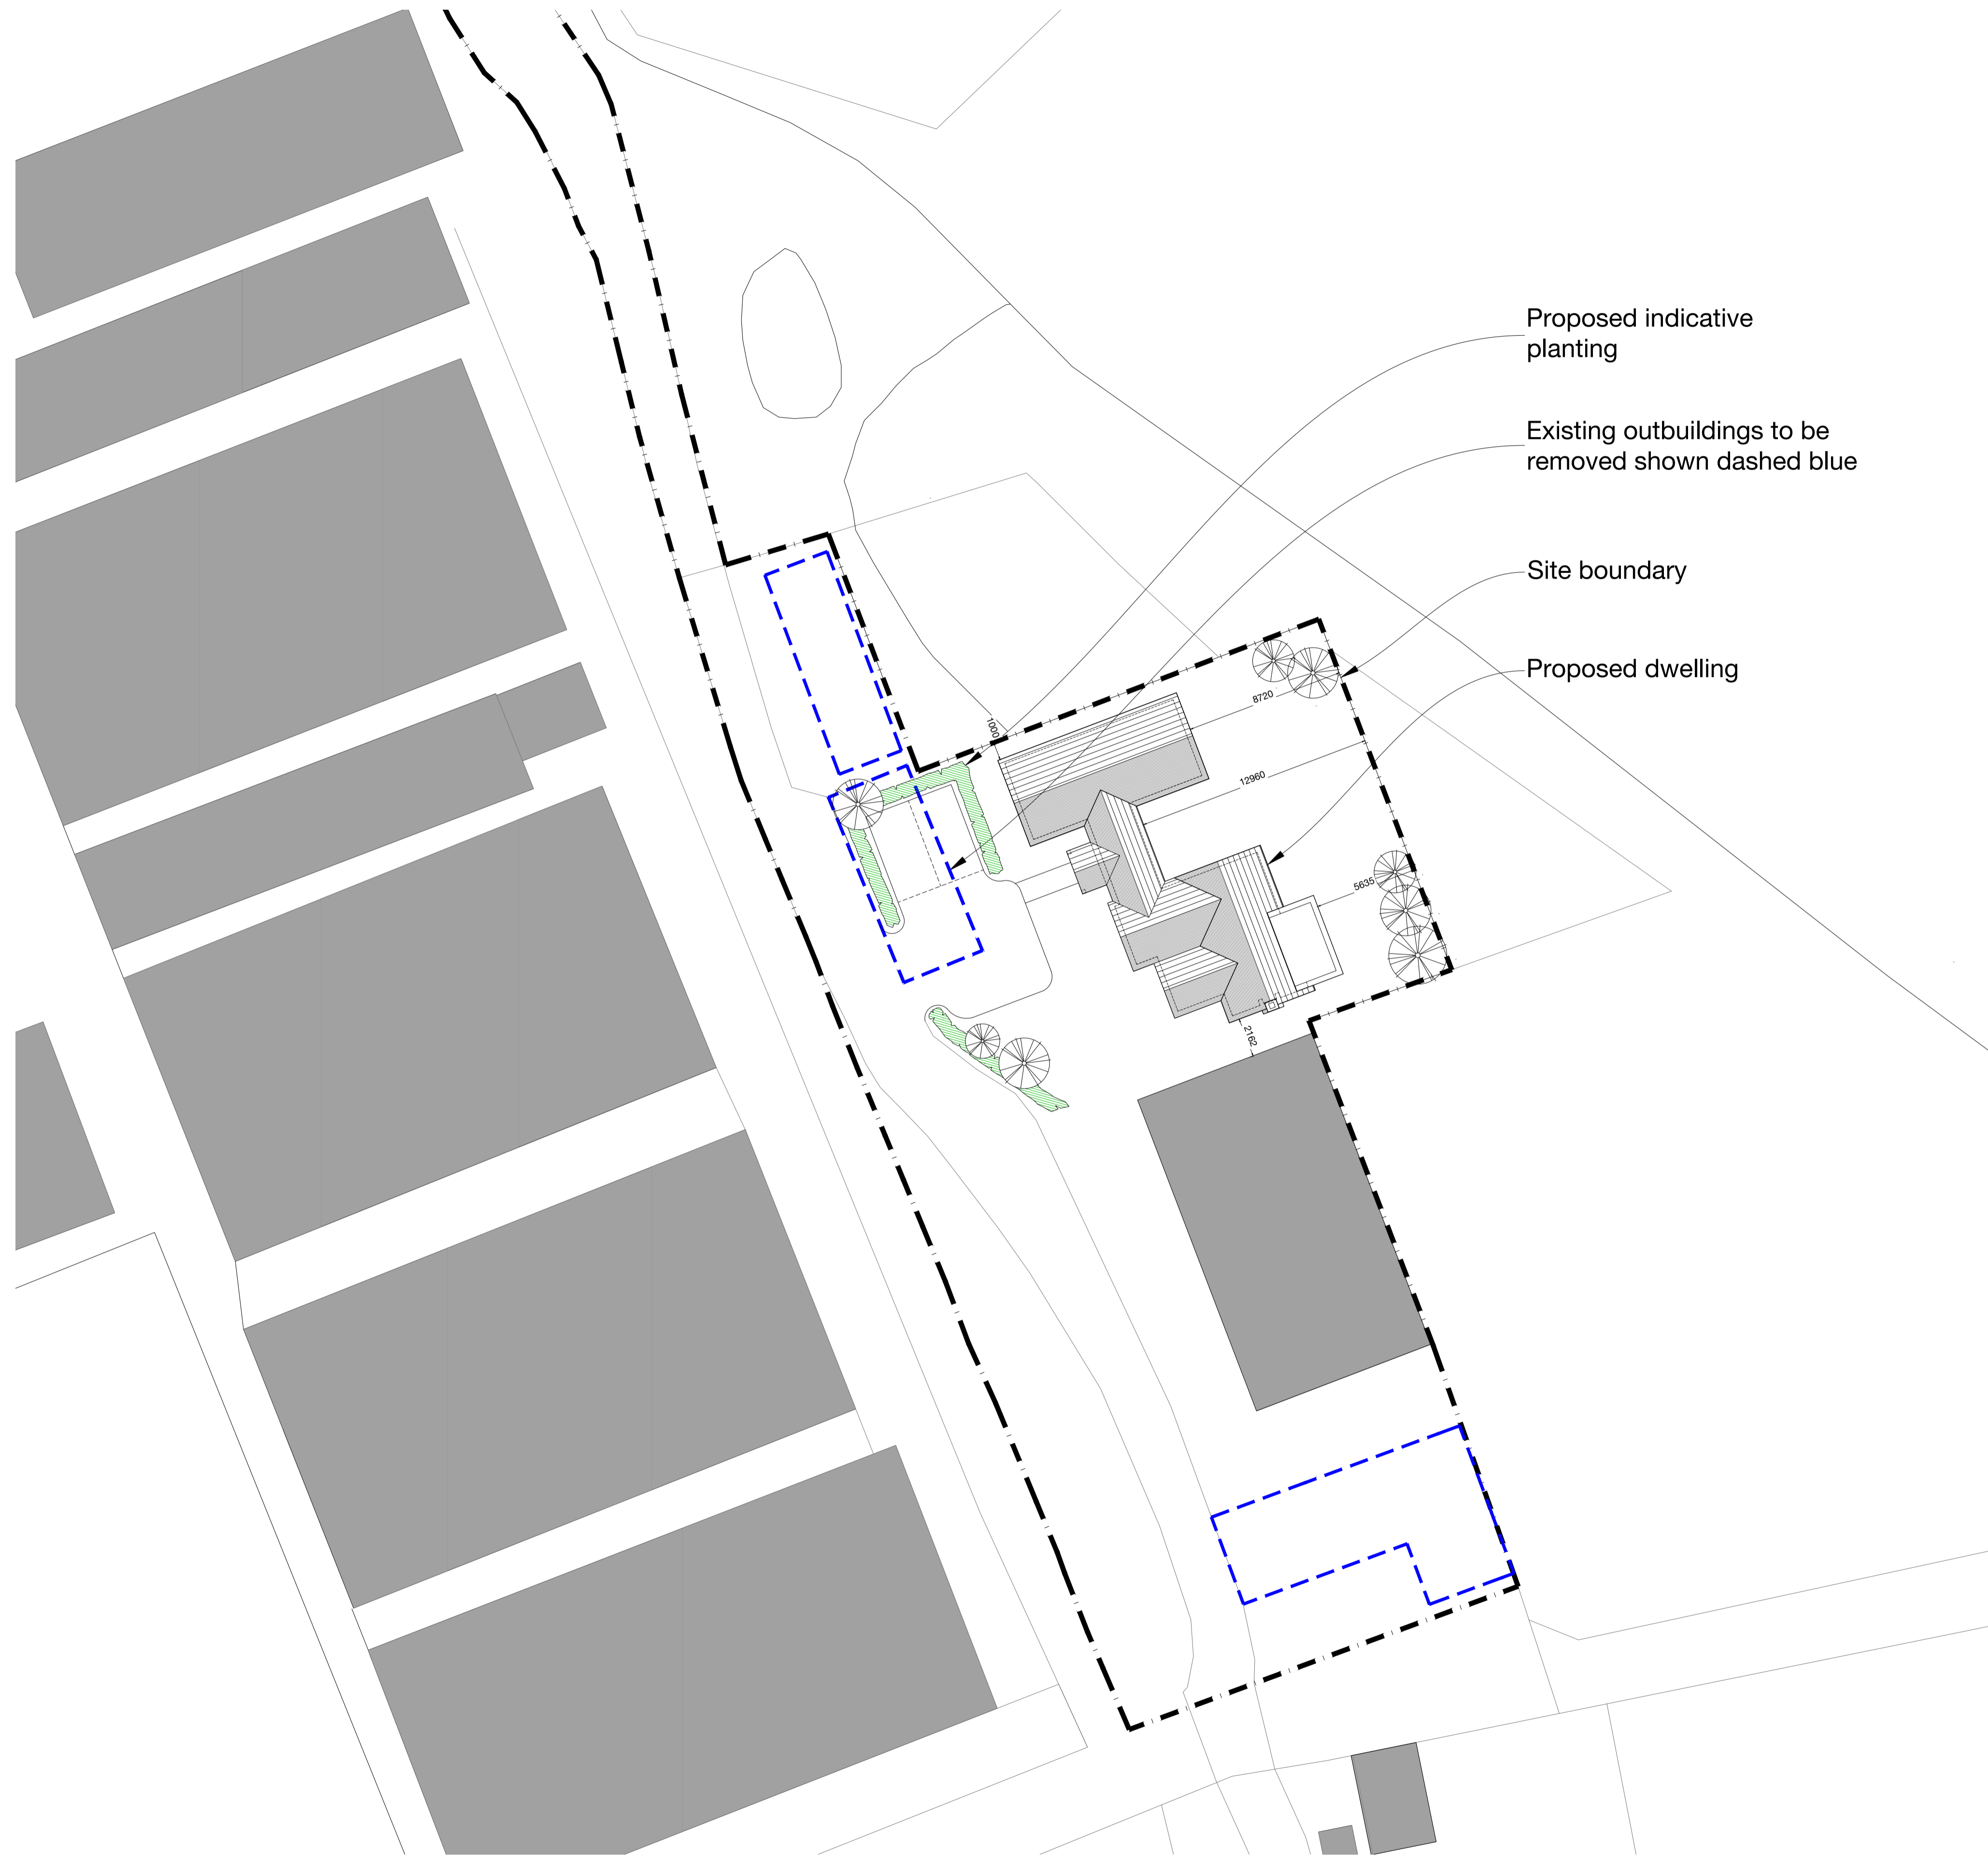 Proposed indicative
planting
Existing outbuildings to be
removed shown dashed blue
Site boundary
Proposed dwelling
8720
1000
12960
5635
2162